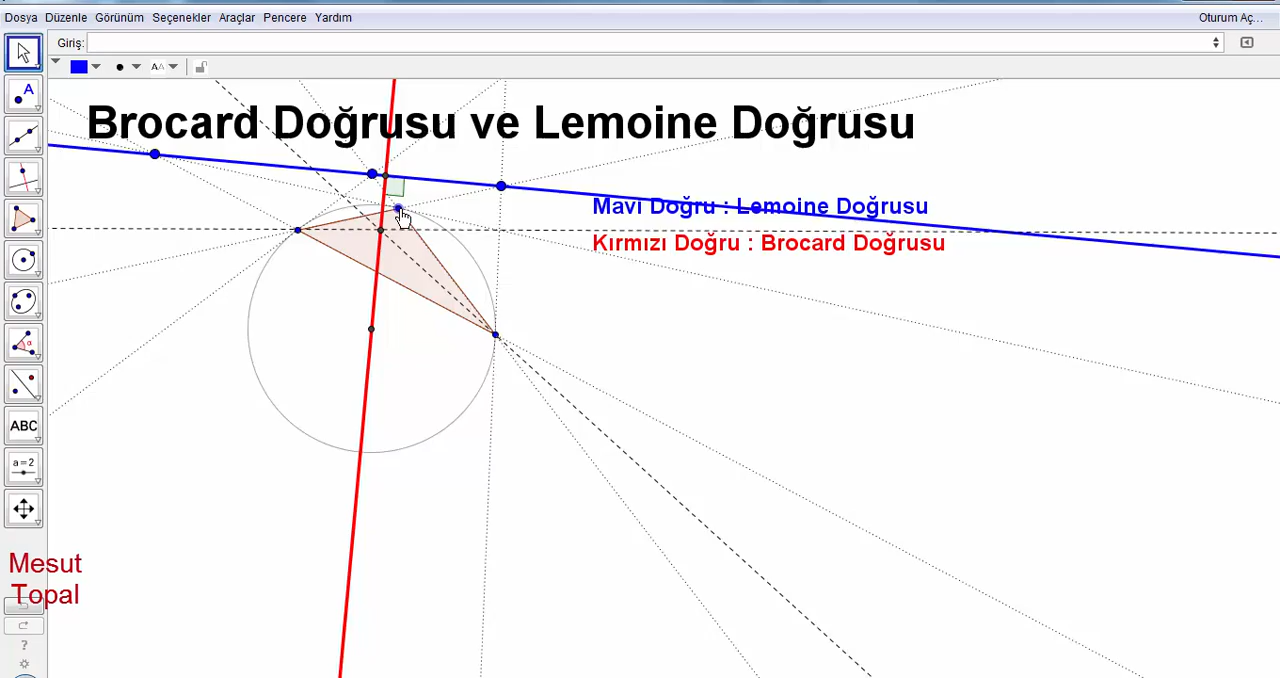 Dosya Düzenle Görünüm Seçenekler Araçlar Pencere Yardım Oturum Aç...
Giriş:
Brocard Doğrusu ve Lemoine Doğrusu
Mavi Doğru : Lemoine Doğrusu
Kırmızı Doğru : Brocard Doğrusu
A
α
ABC
a=2
Mesut
Topal
?